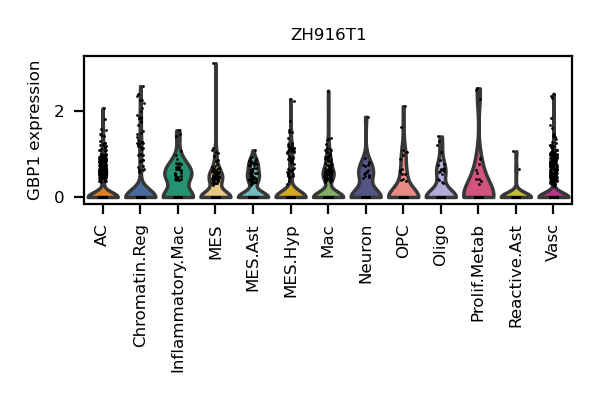 ZH916T1
GBP1 expression
2
0
AC
Chromatin.Reg
Inflammatory.Mac
MES
MES.Ast
MES.Hyp
Mac
Neuron
OPC
Oligo
Prolif.Metab
Reactive.Ast
Vasc